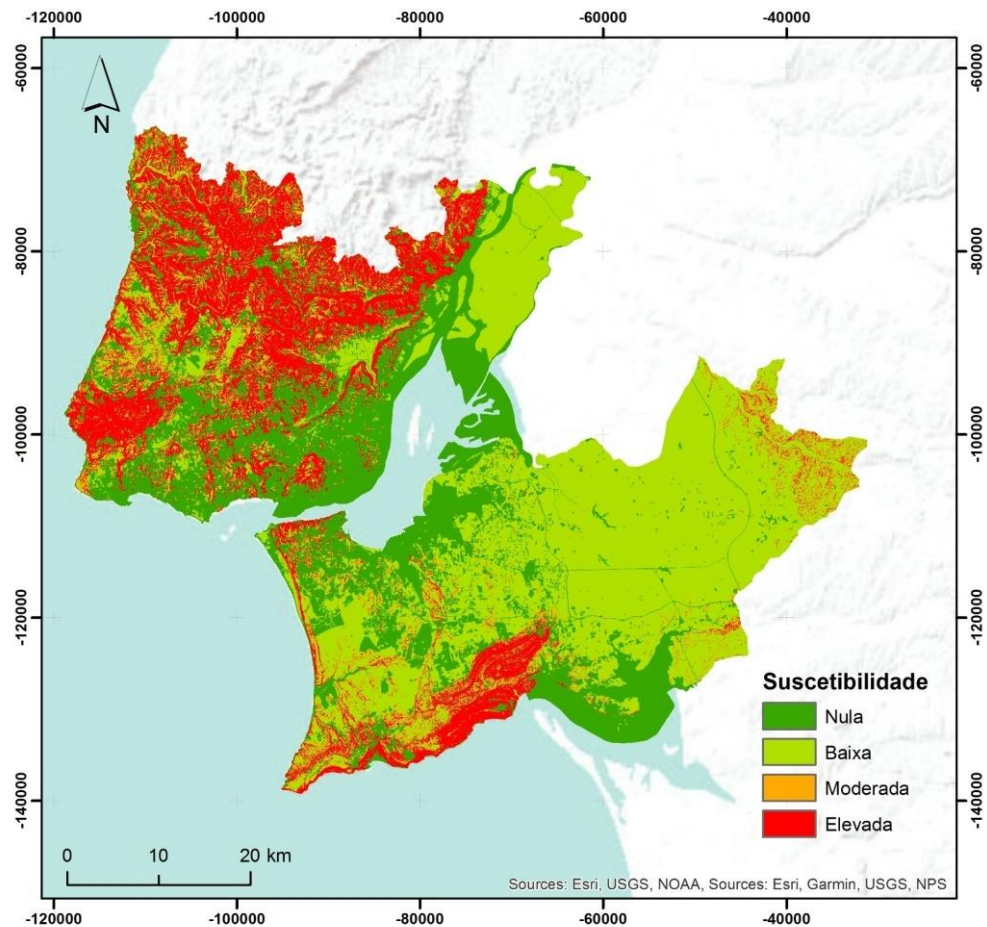 -120000 -100000 -80000 -60000 -40000
-60000 -60000
N
-80000 -80000
-100000 -100000
-120000 -120000
Suscetibilidade
Nula
Baixa
Moderada
Elevada
-140000 -140000
0 10 20 km
Sources: Esri, USGS, NOAA, Sources: Esri, Garmin, USGS, NPS
-120000 -100000 -80000 -60000 -40000